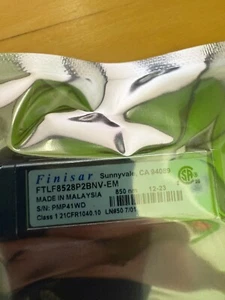 Finisar Sunnyvale, CA 94089
FTLF8528P2BNV-EM
MADE IN MALAYSIA 850 nm 12-23
S/N: PMP41WD
Class 1 21CFR1040.10 LN#50 7/01